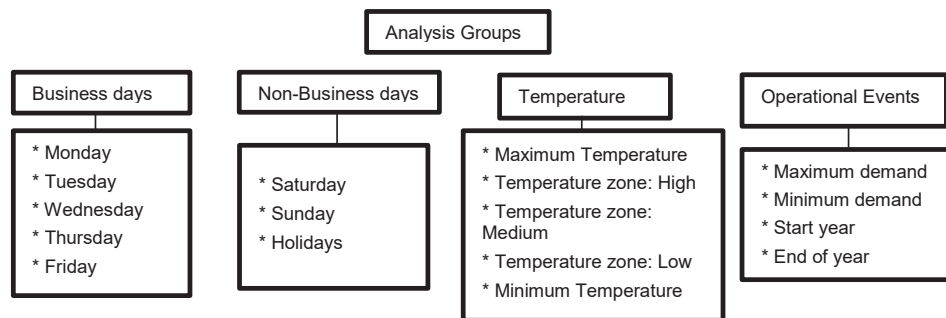 Analysis Groups
Business days
* Monday
* Tuesday
* Wednesday
* Thursday
* Friday
Non-Business days
* Saturday
* Sunday
* Holidays
Temperature
* Maximum Temperature
* Temperature zone: High
* Temperature zone:
Medium
* Temperature zone: Low
* Minimum Temperature
Operational Events
* Maximum demand
* Minimum demand
* Start year
* End of year